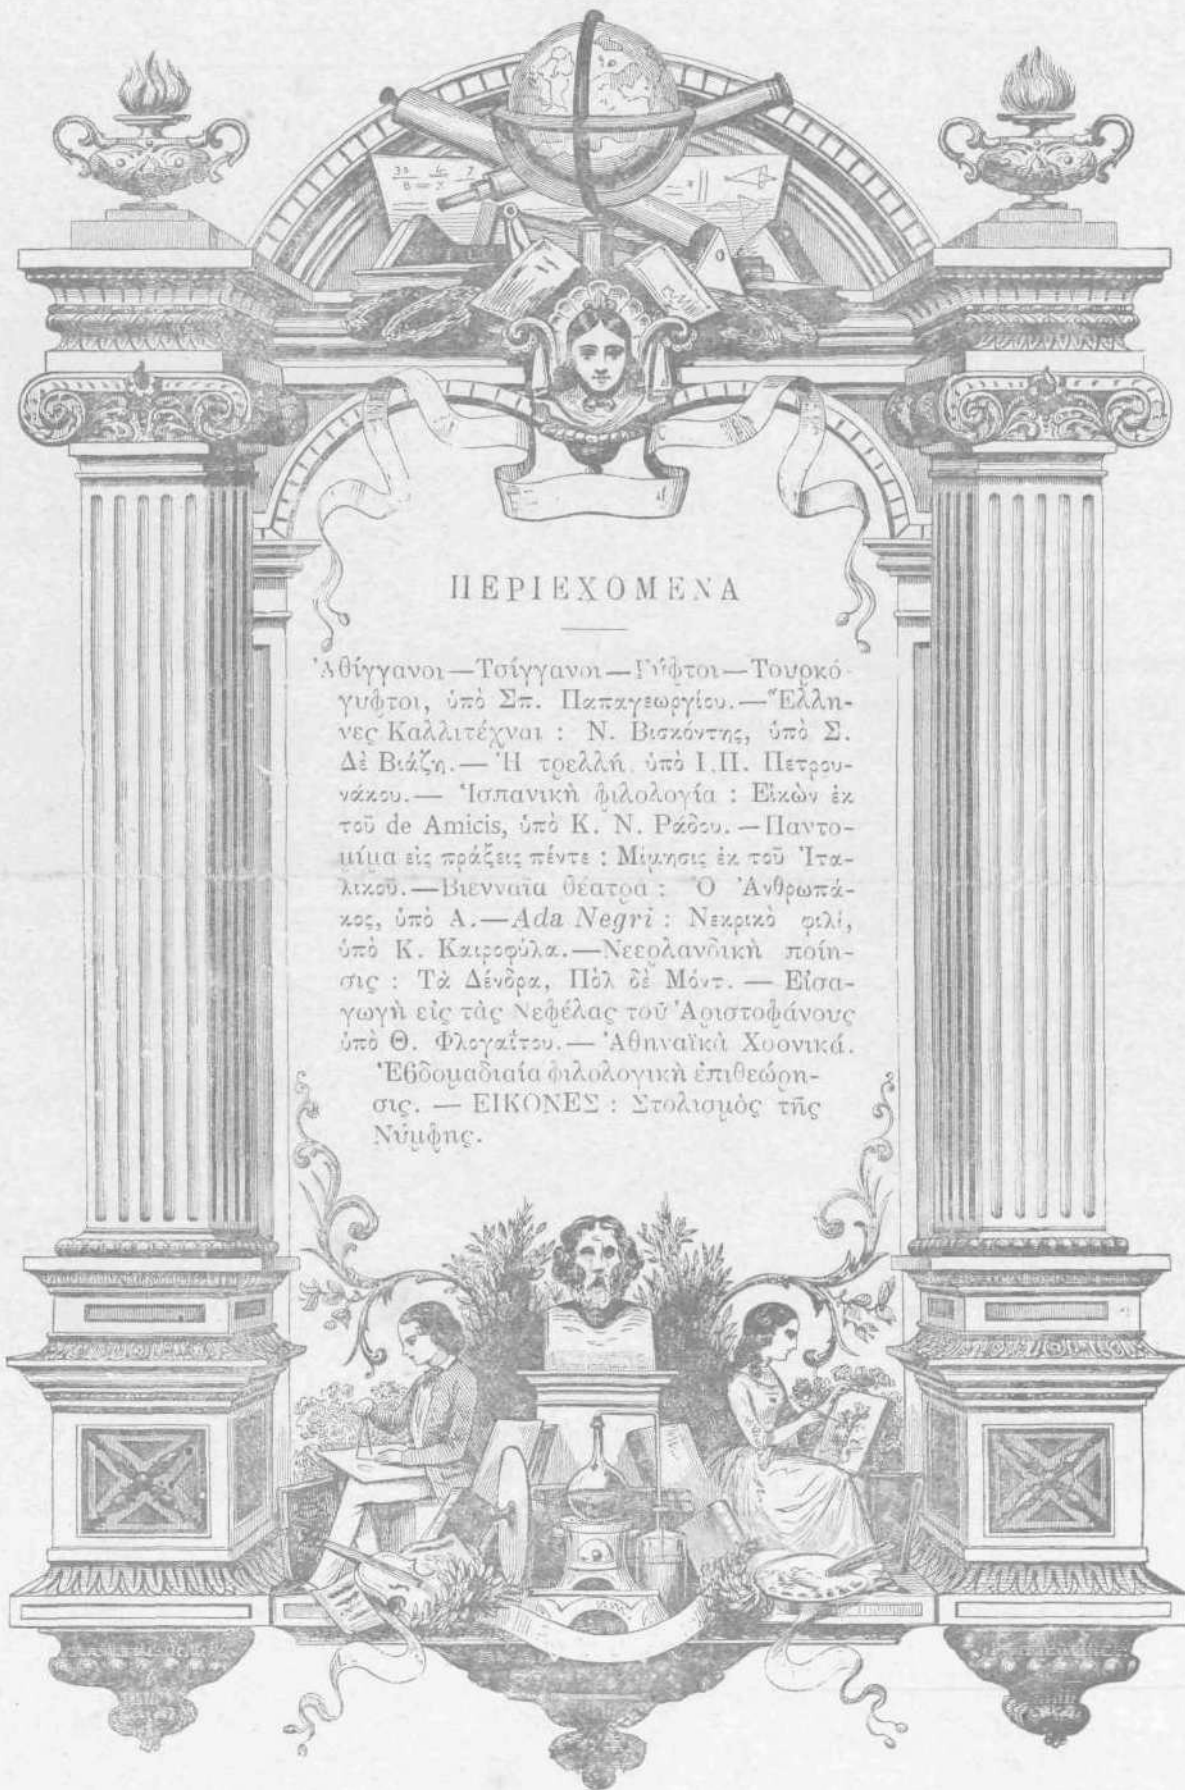 ΠΕΡΙΕΧΟΜΕΝΑ
Ἀθίγγανοι—Τσίγγανοι—Γύφτοι—Τουρκό-
γυφτοι, ὑπὸ Σπ. Παπαγεωργίου.—Ἕλλη-
νες Καλλιτέχναι : Ν. Βισκόντης, ὑπὸ Σ.
Δὲ Βιάζη.— Ἡ τρελλή, ὑπὸ Ι.Π. Πετρου-
νάκου.— Ἱσπανικὴ φιλολογία : Εἰκὼν ἐκ
τοῦ de Amicis, ὑπὸ Κ. Ν. Ράδου.—Παντο-
μίμα εἰς πράξεις πέντε : Μίμησις ἐκ τοῦ Ἰτα-
λικοῦ.—Βιενναῖα θέατρα : Ὁ Ἀνθρωπά-
κος, ὑπὸ Α.—Ada Negri : Νεκρικὸ φιλί,
ὑπὸ Κ. Καιροφύλα.—Νεερλανδικὴ ποίη-
σις : Τὰ Δένδρα, Πὸλ δὲ Μόντ. — Εἰσα-
γωγὴ εἰς τὰς Νεφέλας τοῦ Ἀριστοφάνους
ὑπὸ Θ. Φλογαΐτου.— Ἀθηναϊκὰ Χρονικά.
Ἑβδομαδιαία φιλολογικὴ ἐπιθεώρη-
σις. — ΕΙΚΟΝΕΣ : Στολισμὸς τῆς
Νύμφης.